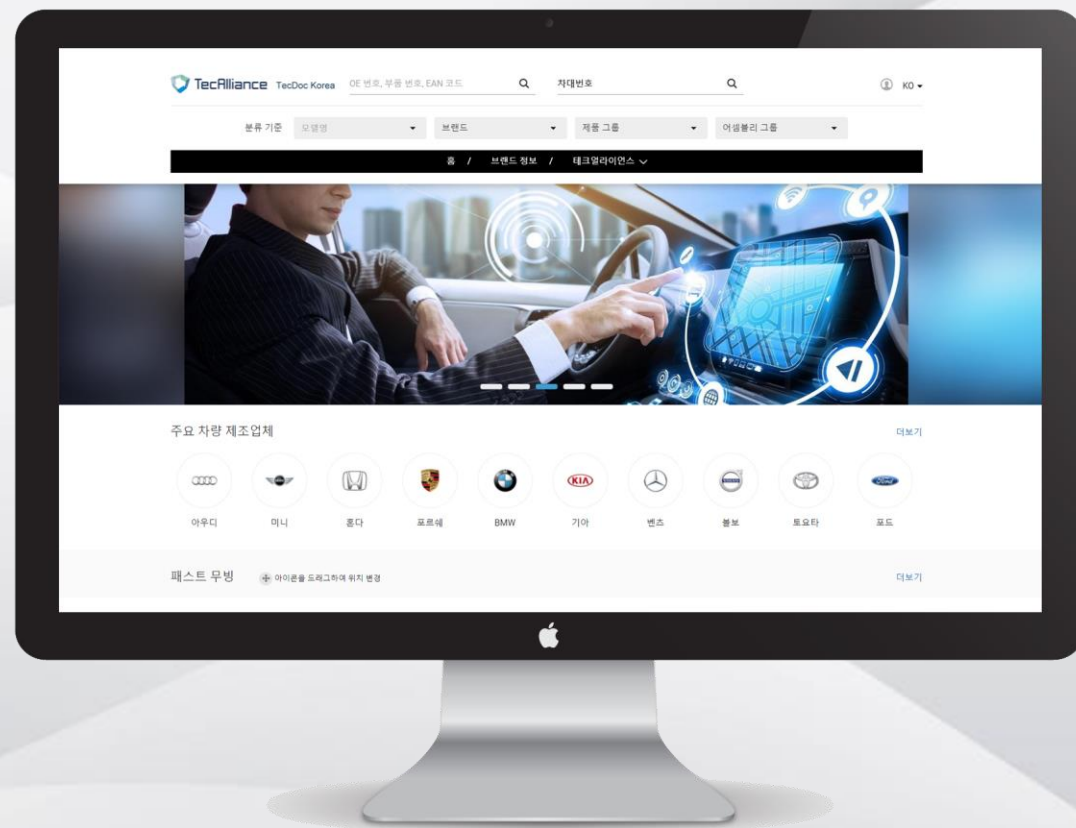 TecAlliance TecDoc Korea OE 번호, 부품 번호, EAN 코드 차대번호 KO
분류 기준 모델명 브랜드 제품 그룹 어셈블리 그룹
홈 / 브랜드 정보 / 테크얼라이언스
주요 차량 제조업체 더보기
KIA Ford
아우디 미니 홍다 포르쉐 BMW 기아 벤츠 볼보 토요타 포드
패스트 무빙 아이콘을 드래그하여 위치 변경 더보기